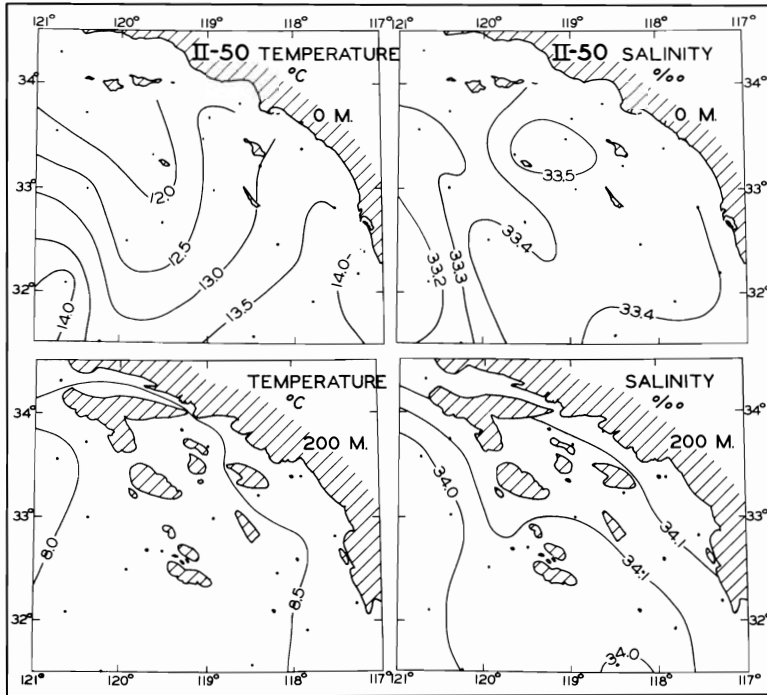 121° 120° 119° 118° 117°
II-50 TEMPERATURE
°C
0 M.
34°
33°
32°
12.0
12.5
13.0
13.5
14.0
14.0
121° 120° 119° 118° 117°
II-50 SALINITY
‰
0 M.
34°
33°
32°
33.5
33.4
33.3
33.2
33.4
TEMPERATURE
°C
200 M.
34°
33°
32°
8.0
8.5
121° 120° 119° 118° 117°
SALINITY
‰
200 M.
34°
33°
32°
34.0
34.1
34.1
34.0
121° 120° 119° 118° 117°